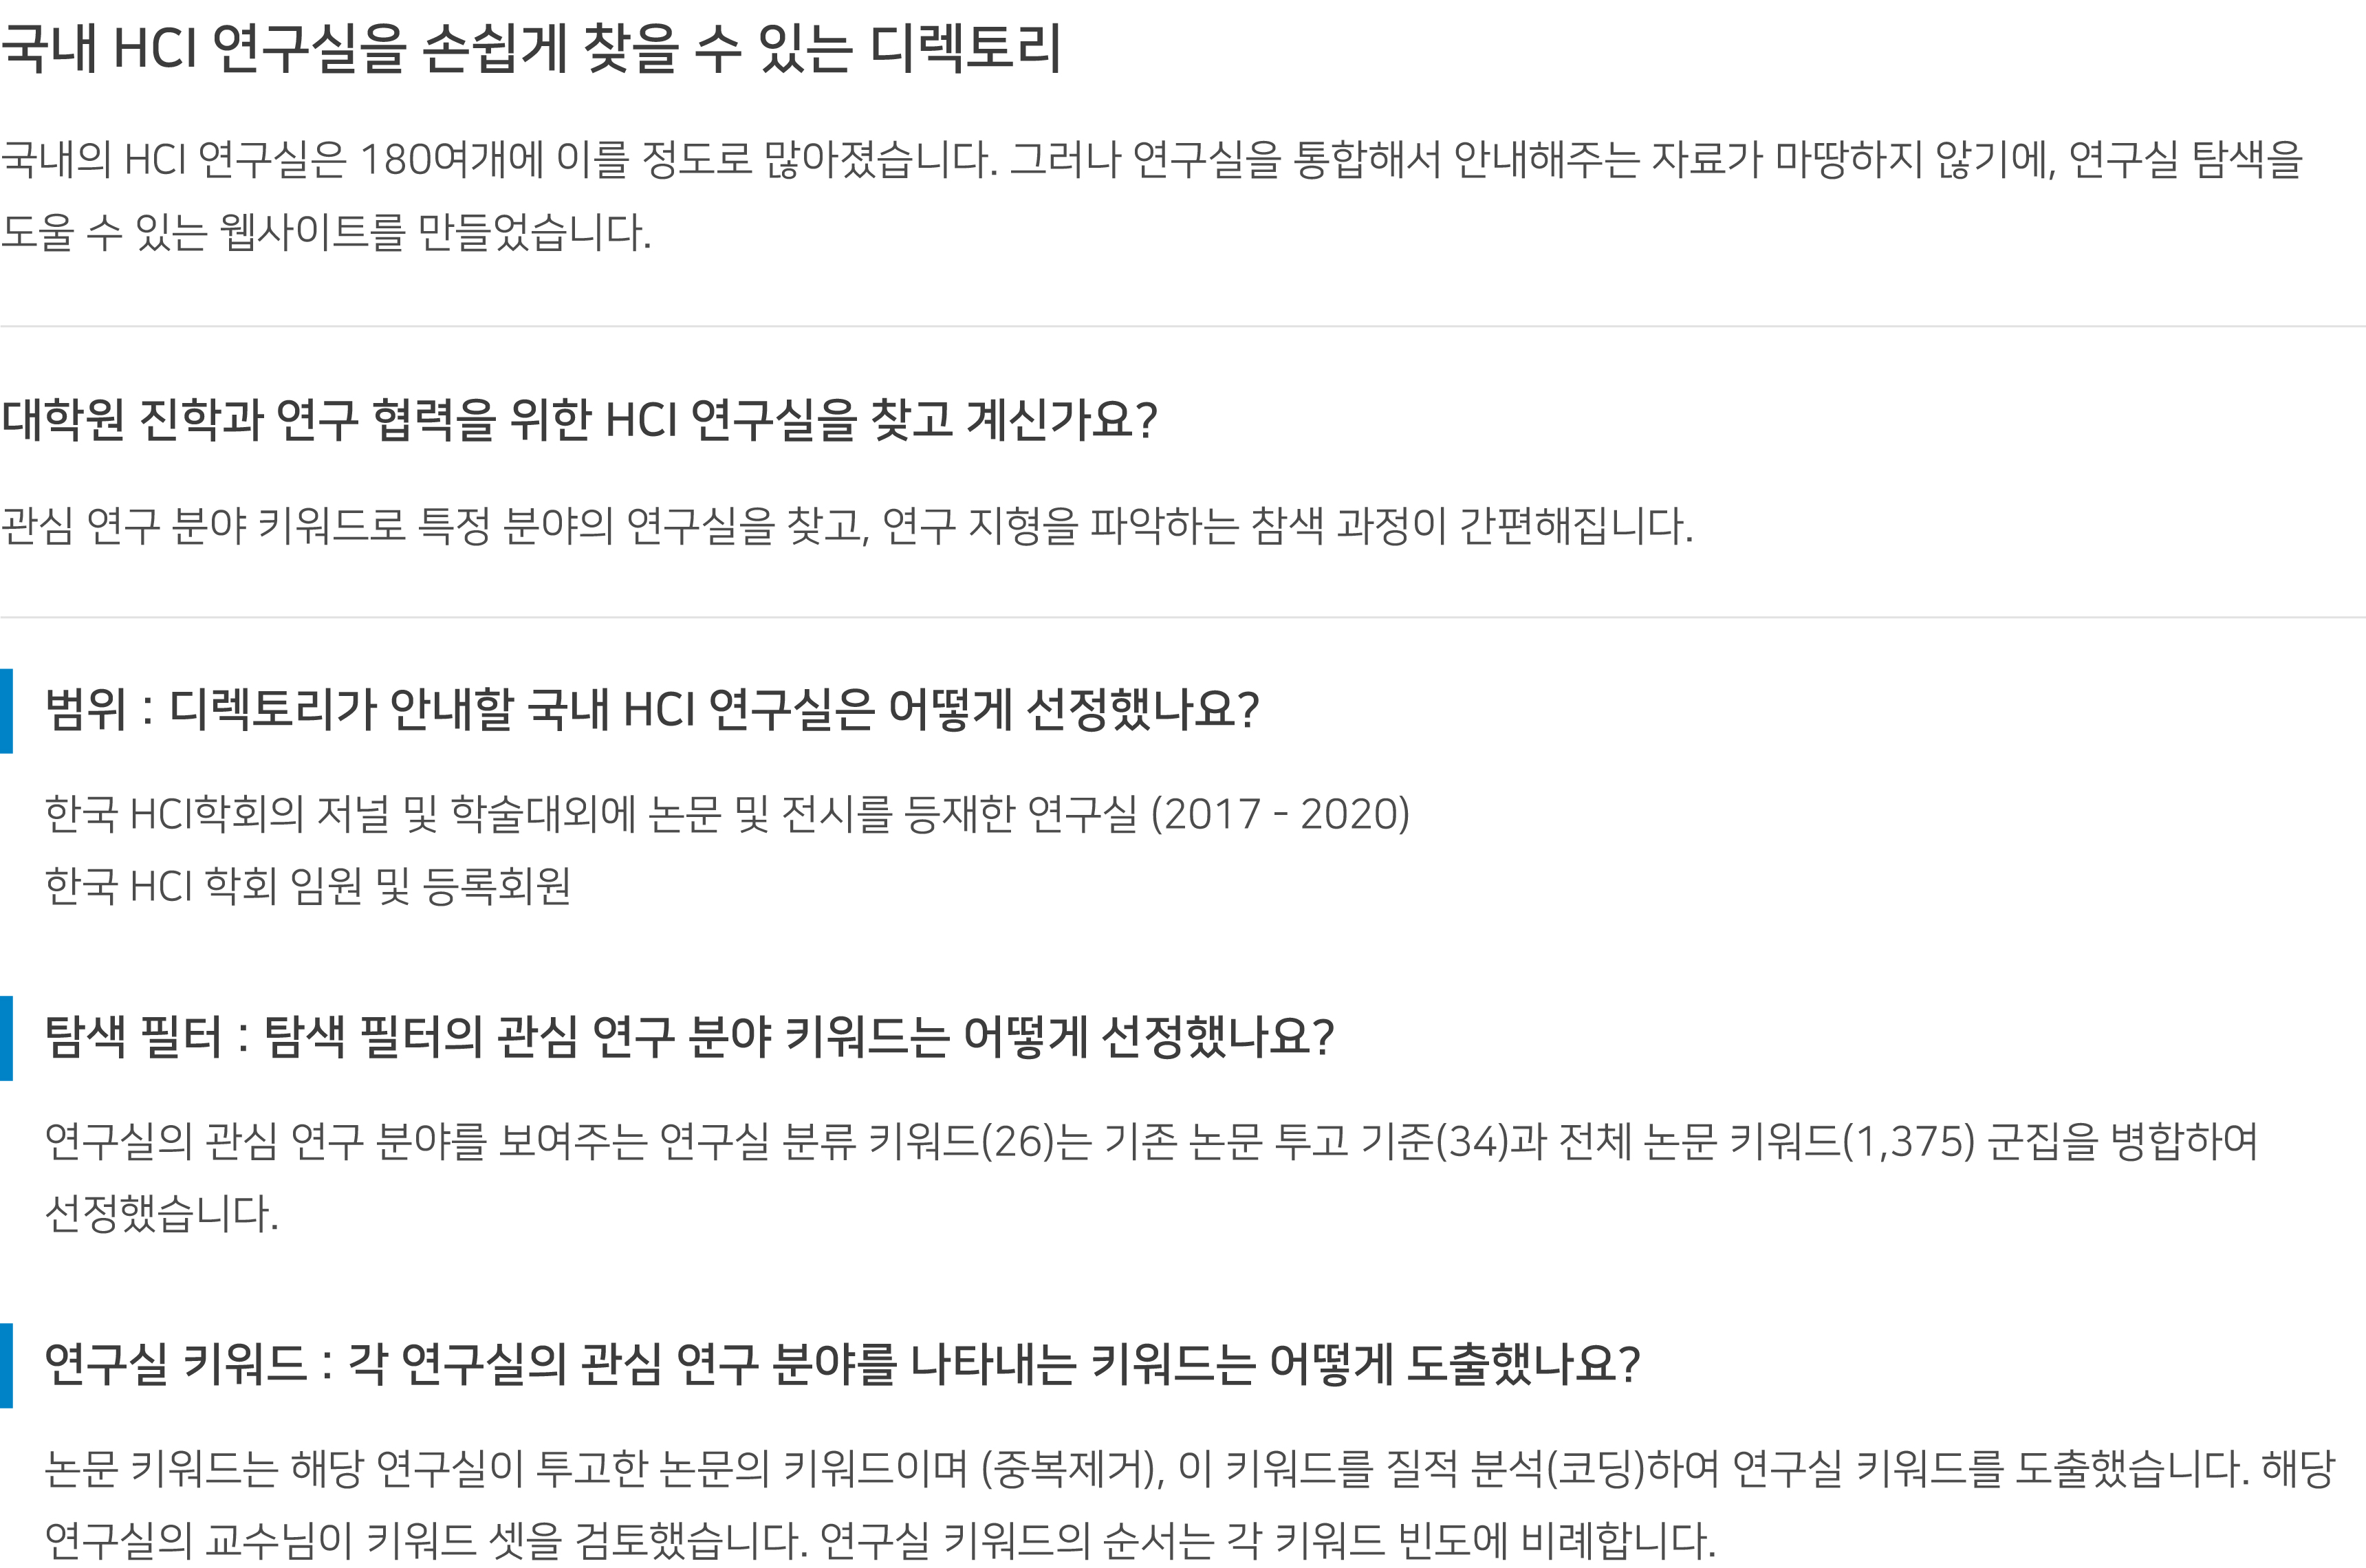 국내 HCI 연구실을 손쉽게 찾을 수 있는 디렉토리
국내의 HCI 연구실은 180여개에 이를 정도로 많아졌습니다. 그러나 연구실을 통합해서 안내해주는 자료가 마땅하지 않기에, 연구실 탐색을
도울 수 있는 웹사이트를 만들었습니다.
대학원 진학과 연구 협력을 위한 HCI 연구실을 찾고 계신가요?
관심 연구 분야 키워드로 특정 분야의 연구실을 찾고, 연구 지형을 파악하는 탐색 과정이 간편해집니다.
범위 : 디렉토리가 안내할 국내 HCI 연구실은 어떻게 선정했나요?
한국 HCI학회의 저널 및 학술대외에 논문 및 전시를 등재한 연구실 (2017 - 2020)
한국 HCI 학회 임원 및 등록회원
탐색 필터 : 탐색 필터의 관심 연구 분야 키워드는 어떻게 선정했나요?
연구실의 관심 연구 분야를 보여주는 연구실 분류 키워드(26)는 기존 논문 투고 기준(34)과 전체 논문 키워드(1,375) 군집을 병합하여
선정했습니다.
연구실 키워드 : 각 연구실의 관심 연구 분야를 나타내는 키워드는 어떻게 도출했나요?
논문 키워드는 해당 연구실이 투고한 논문의 키워드이며 (중복제거), 이 키워드를 질적 분석(코딩)하여 연구실 키워드를 도출했습니다. 해당
연구실의 교수님이 키워드 셋을 검토했습니다. 연구실 키워드의 순서는 각 키워드 빈도에 비례합니다.